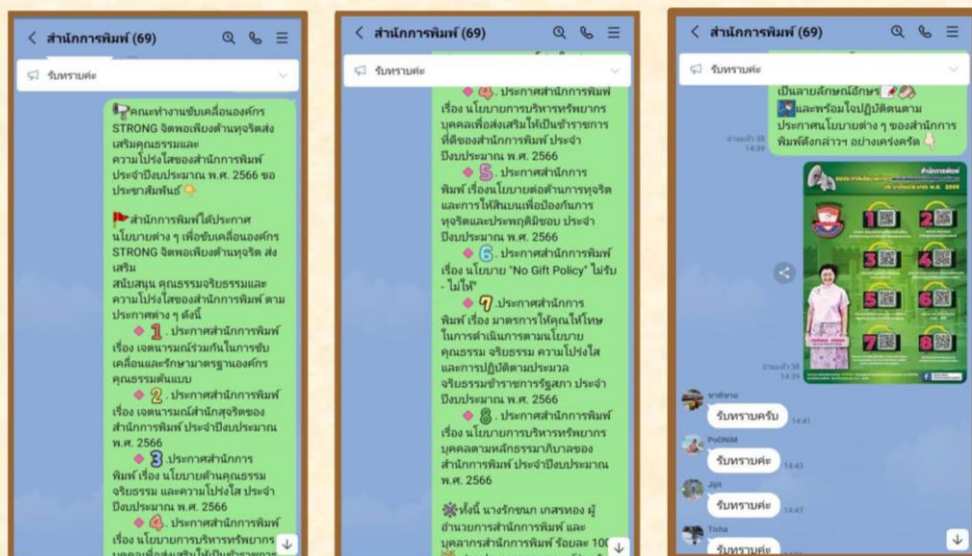 สำนักการพิมพ์ (69)
รับทราบค่ะ
คณะทำงานขับเคลื่อนองค์กร
STRONG จิตพอเพียงต้านทุจริตส่ง
เสริมคุณธรรมและ
ความโปร่งใสของสำนักการพิมพ์
ประจำปีงบประมาณ พ.ศ. 2566 ขอ
ประชาสัมพันธ์
สำนักการพิมพ์ได้ประกาศ
นโยบายต่าง ๆ เพื่อขับเคลื่อนองค์กร
STRONG จิตพอเพียงต้านทุจริต ส่ง
เสริม
สนับสนุน คุณธรรมจริยธรรมและ
ความโปร่งใสของสำนักการพิมพ์ ตาม
ประกาศต่าง ๆ ดังนี้
1. ประกาศสำนักการพิมพ์
เรื่อง เจตนารมณ์ร่วมกันในการขับ
เคลื่อนและรักษามาตรฐานองค์กร
คุณธรรมต้นแบบ
2. ประกาศสำนักการพิมพ์
เรื่อง เจตนารมณ์สำนักสุจริตของ
สำนักการพิมพ์ ประจำปีงบประมาณ
พ.ศ. 2566
3.ประกาศสำนักการ
พิมพ์ เรื่อง นโยบายด้านคุณธรรม
จริยธรรม และความโปร่งใส ประจำ
ปีงบประมาณ พ.ศ. 2566
4. ประกาศสำนักการพิมพ์
เรื่อง นโยบายการบริหารทรัพยากร
บุคคลเพื่อส่งเสริมให้เป็นข้าราชการ
สำนักการพิมพ์ (69)
รับทราบค่ะ
4. ประกาศสำนักการพิมพ์
เรื่อง นโยบายการบริหารทรัพยากร
บุคคลเพื่อส่งเสริมให้เป็นข้าราชการ
ที่ดีของสำนักการพิมพ์ ประจำ
ปีงบประมาณ พ.ศ. 2566
5. ประกาศสำนักการ
พิมพ์ เรื่องนโยบายต่อต้านการทุจริต
และการให้สินบนเพื่อป้องกันการ
ทุจริตและประพฤติมิชอบ ประจำ
ปีงบประมาณ พ.ศ. 2566
6. ประกาศสำนักการพิมพ์
เรื่อง นโยบาย "No Gift Policy" ไม่รับ
- ไม่ให้"
7.ประกาศสำนักการ
พิมพ์ เรื่อง มาตรการให้คุณให้โทษ
ในการดำเนินการตามนโยบาย
คุณธรรม จริยธรรม ความโปร่งใส
และการปฏิบัติตามประมวล
จริยธรรมข้าราชการรัฐสภา ประจำ
ปีงบประมาณ พ.ศ. 2566
8. ประกาศสำนักการพิมพ์
เรื่อง นโยบายการบริหารทรัพยากร
บุคคลตามหลักธรรมาภิบาลของ
สำนักการพิมพ์ ประจำปีงบประมาณ
พ.ศ. 2566
ทั้งนี้ นางรักชนก เกสรทอง ผู้
อำนวยการสำนักการพิมพ์ และ
บุคลากรสำนักการพิมพ์ ร้อยละ 100
สำนักการพิมพ์ (69)
รับทราบค่ะ
เป็นลายลักษณ์อักษร
และพร้อมใจปฏิบัติตนตาม
ประกาศนโยบายต่าง ๆ ของสำนักการ
พิมพ์ดังกล่าวฯ อย่างเคร่งครัด
อ่านแล้ว 38
14:39
สำนักการพิมพ์
1
2
3
4
5
6
7
8
อ่านแล้ว 38
14:39
รับทราบครับ
14:41
PoONiM
รับทราบค่ะ
14:43
Jijii
รับทราบค่ะ
14:47
Ticha
รับทราบค่ะ